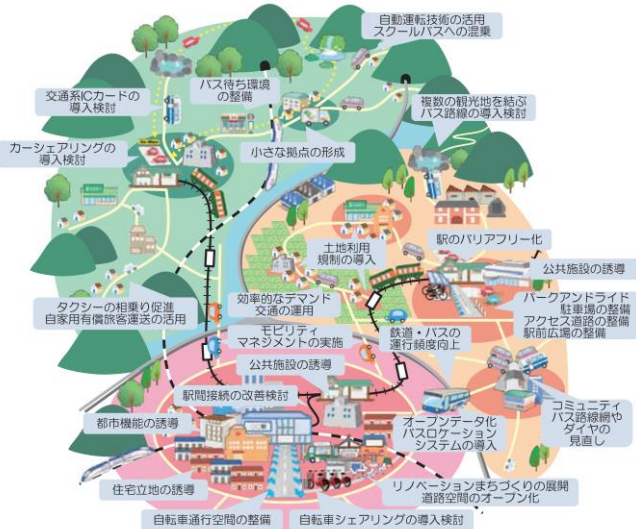 自動運転技術の活用
スクールバスへの混乗
バス待ち環境
の整備
交通系ICカードの
導入検討
複数の観光地を結ぶ
バス路線の導入検討
カーシェアリングの
導入検討
小さな拠点の形成
土地利用
規制の導入
駅のバリアフリー化
公共施設の誘導
タクシーの相乗り促進
自家用有償旅客運送の活用
効率的なデマンド
交通の運用
パークアンドライド
駐車場の整備
アクセス道路の整備
駅前広場の整備
モビリティ
マネジメントの実施
鉄道・バスの
運行頻度向上
公共施設の誘導
駅間接続の改善検討
コミュニティ
バス路線網や
ダイヤの
見直し
都市機能の誘導
オープンデータ化
バスロケーション
システムの導入
住宅立地の誘導
リノベーションまちづくりの展開
道路空間のオープン化
自転車通行空間の整備
自転車シェアリングの導入検討